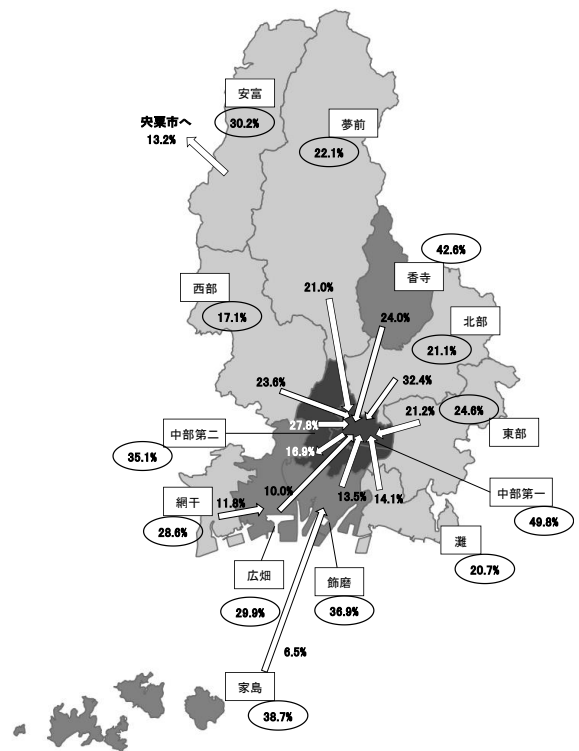 安富
30.2%
宍粟市へ
13.2%
夢前
22.1%
42.6%
香寺
西部
17.1%
21.0%
24.0%
北部
21.1%
23.6%
32.4%
27.8%
21.2%
24.6%
東部
中部第二
16.9%
35.1%
中部第一
49.8%
網干
11.8%
10.0%
13.5%
14.1%
28.6%
灘
20.7%
広畑
飾磨
29.9%
36.9%
6.5%
家島
38.7%